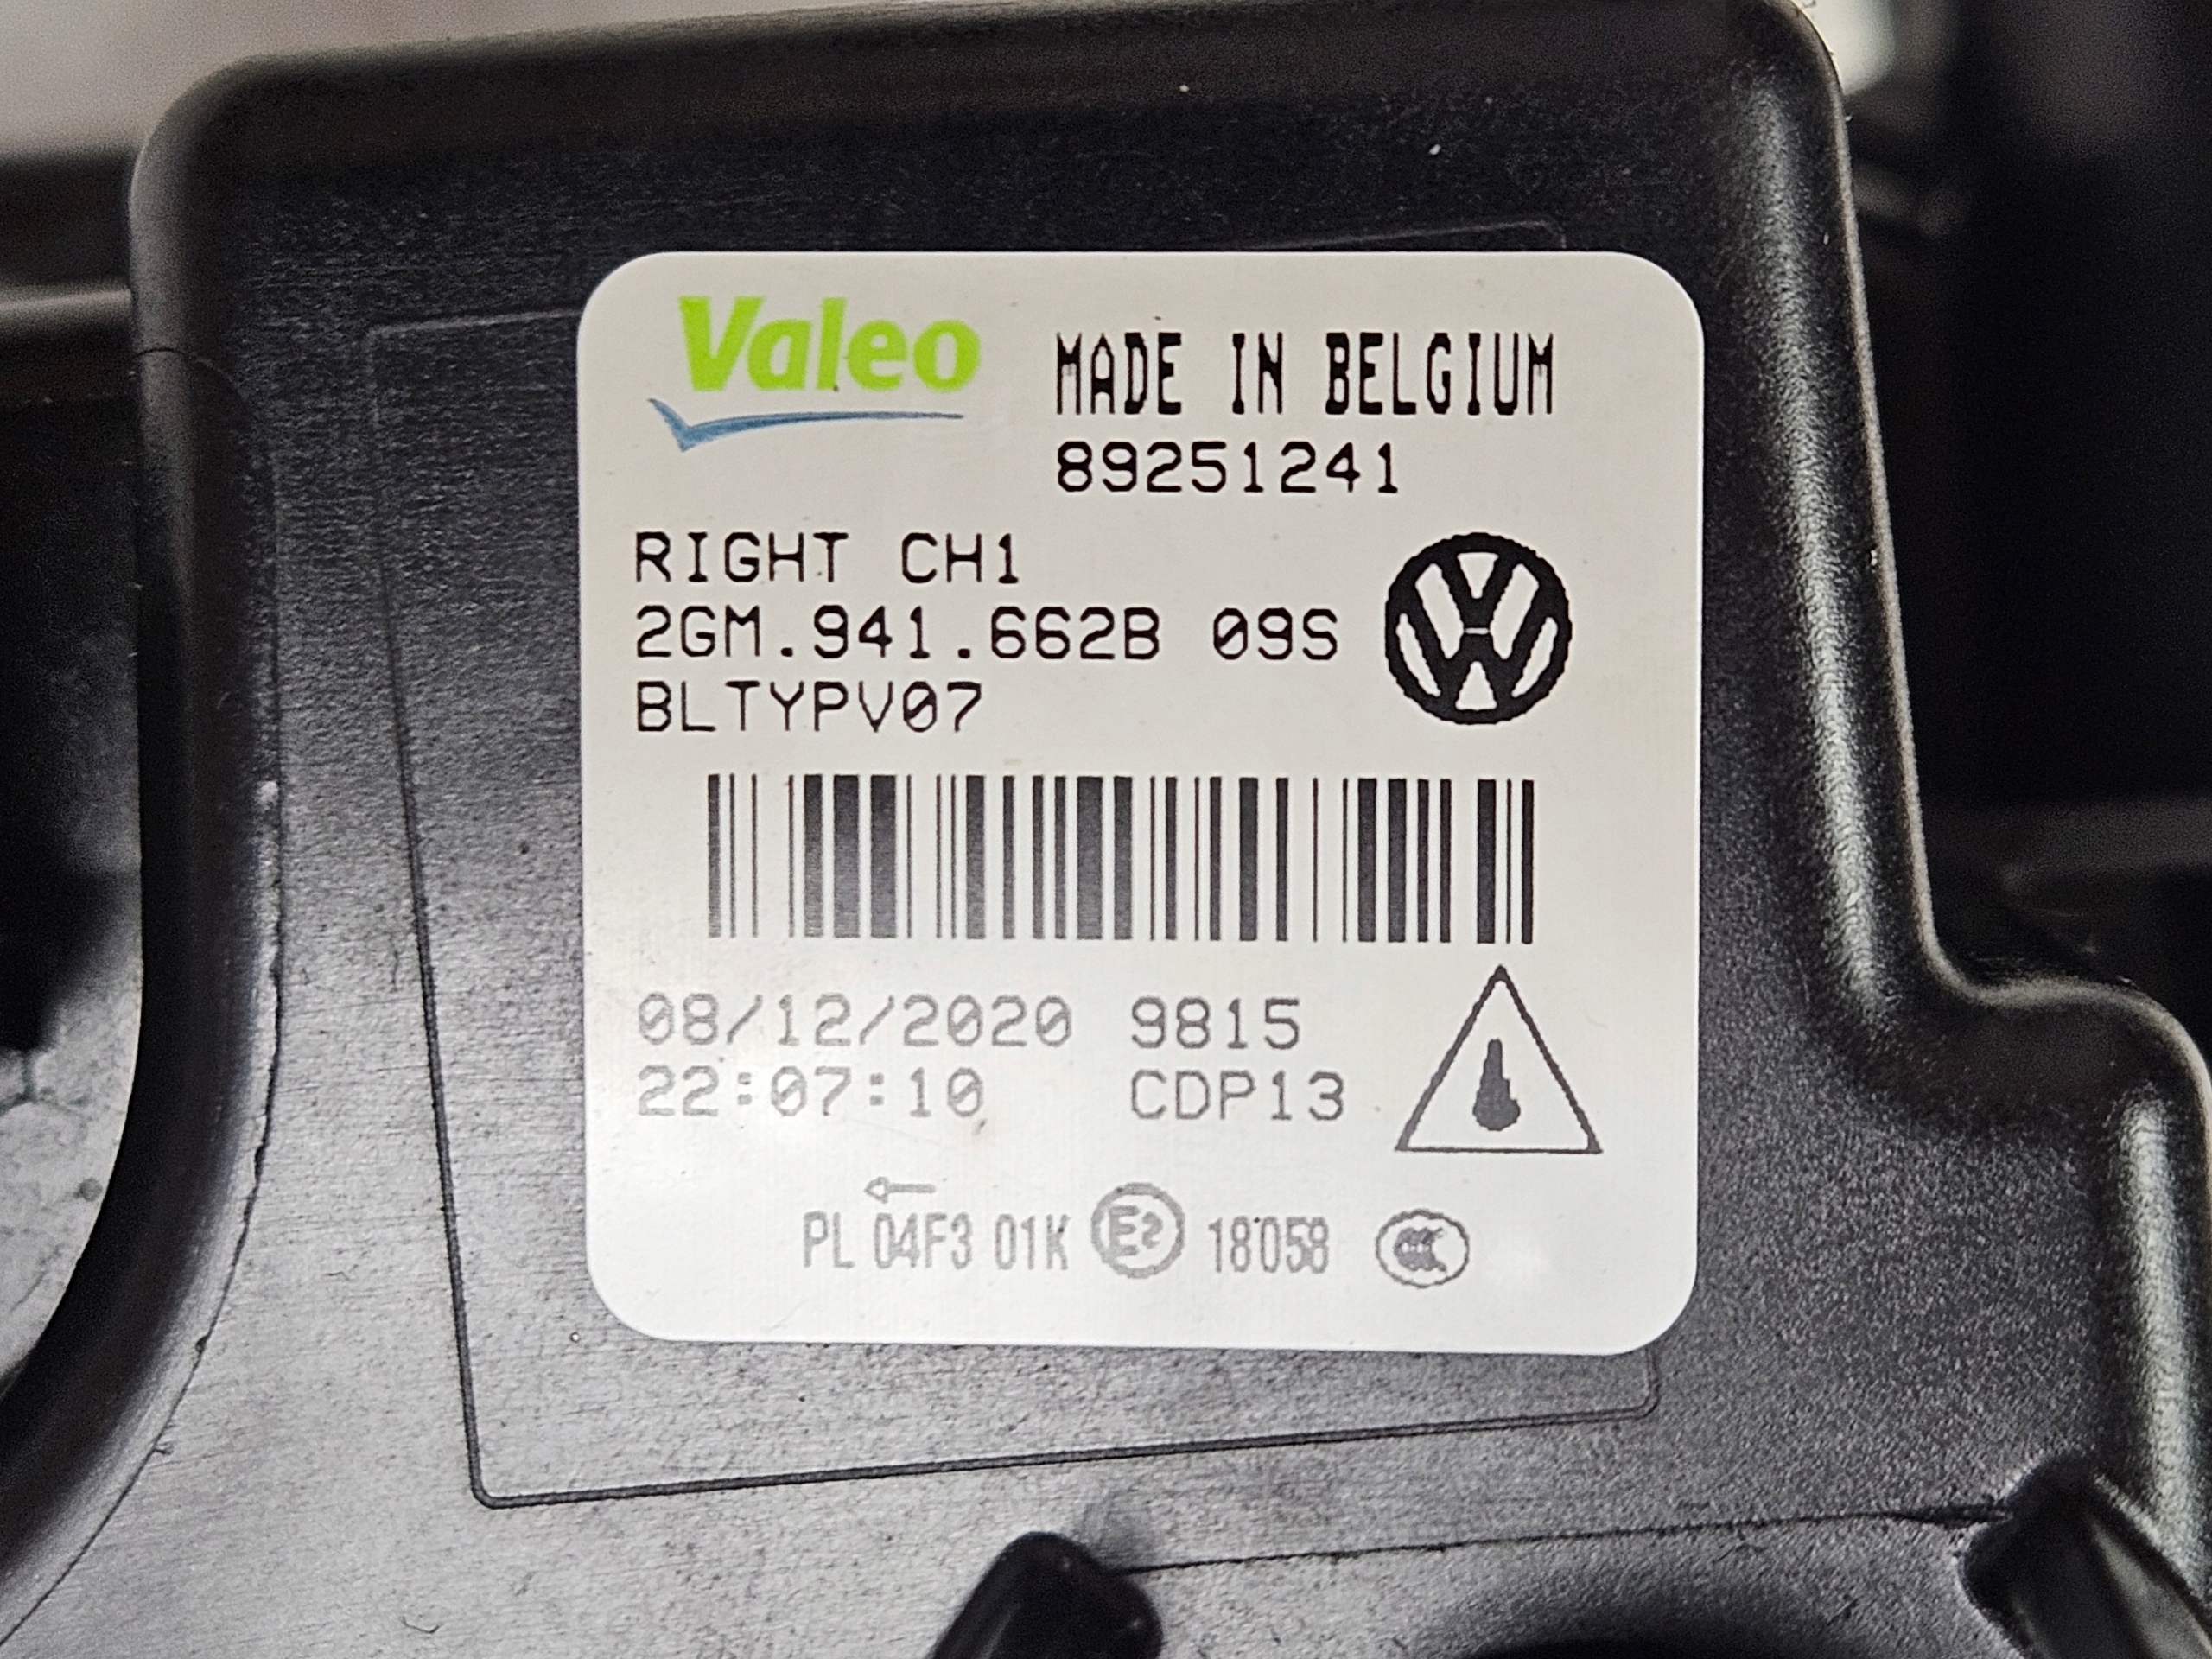 Valeo
MADE IN BELGIUM
89251241
RIGHT CH1
2GM.941.662B 09S
BLTYPV07
08/12/2020 9815
22:07:10 CDP13
PL 04F3 01K E2 18058 CCC